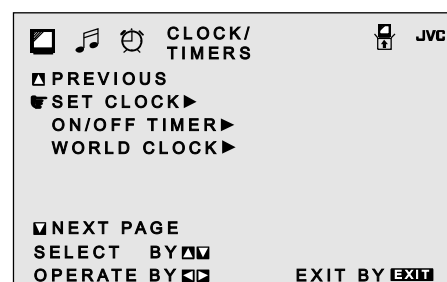 CLOCK/
TIMERS
JVC
PREVIOUS
SET CLOCK▶
ON/OFF TIMER▶
WORLD CLOCK▶
NEXT PAGE
SELECT BY
OPERATE BY
EXIT BY EXIT